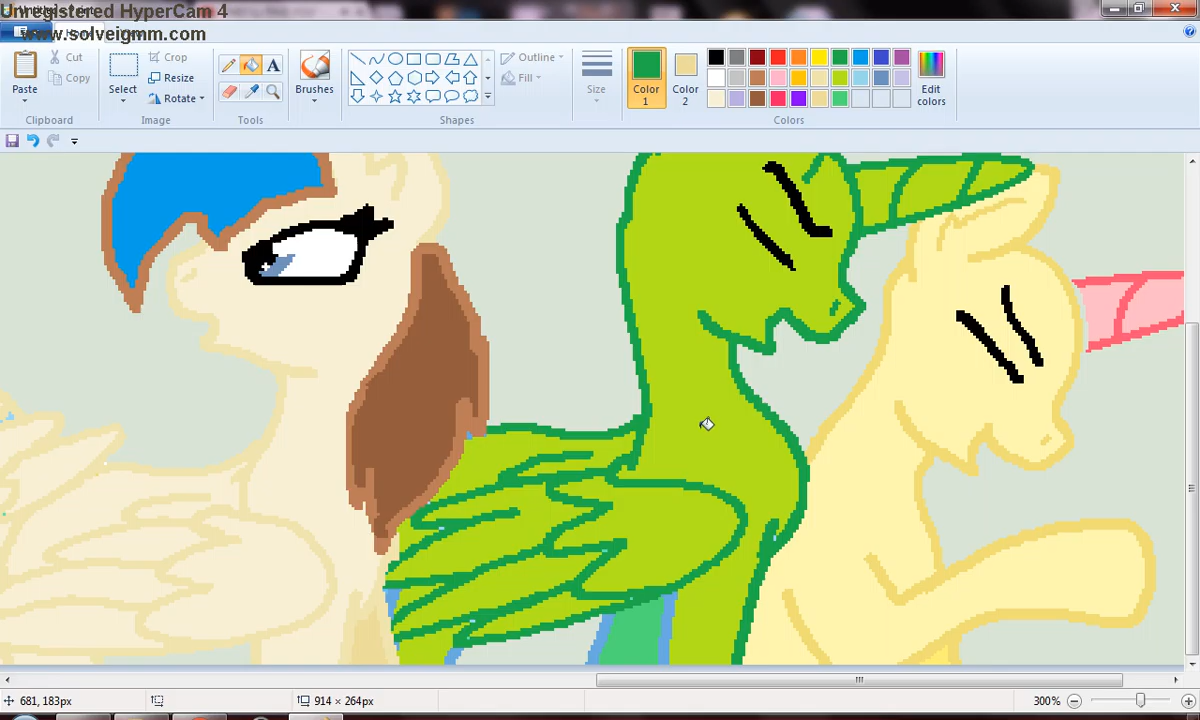 Unregistered HyperCam 4
www.solveigmm.com
Cut
Copy
Paste
Clipboard
Select
Crop
Resize
Rotate
Image
A
Tools
Brushes
Outline
Fill
Shapes
Size
Color 1
Color 2
Edit colors
Colors
681, 183px
914 × 264px
300%